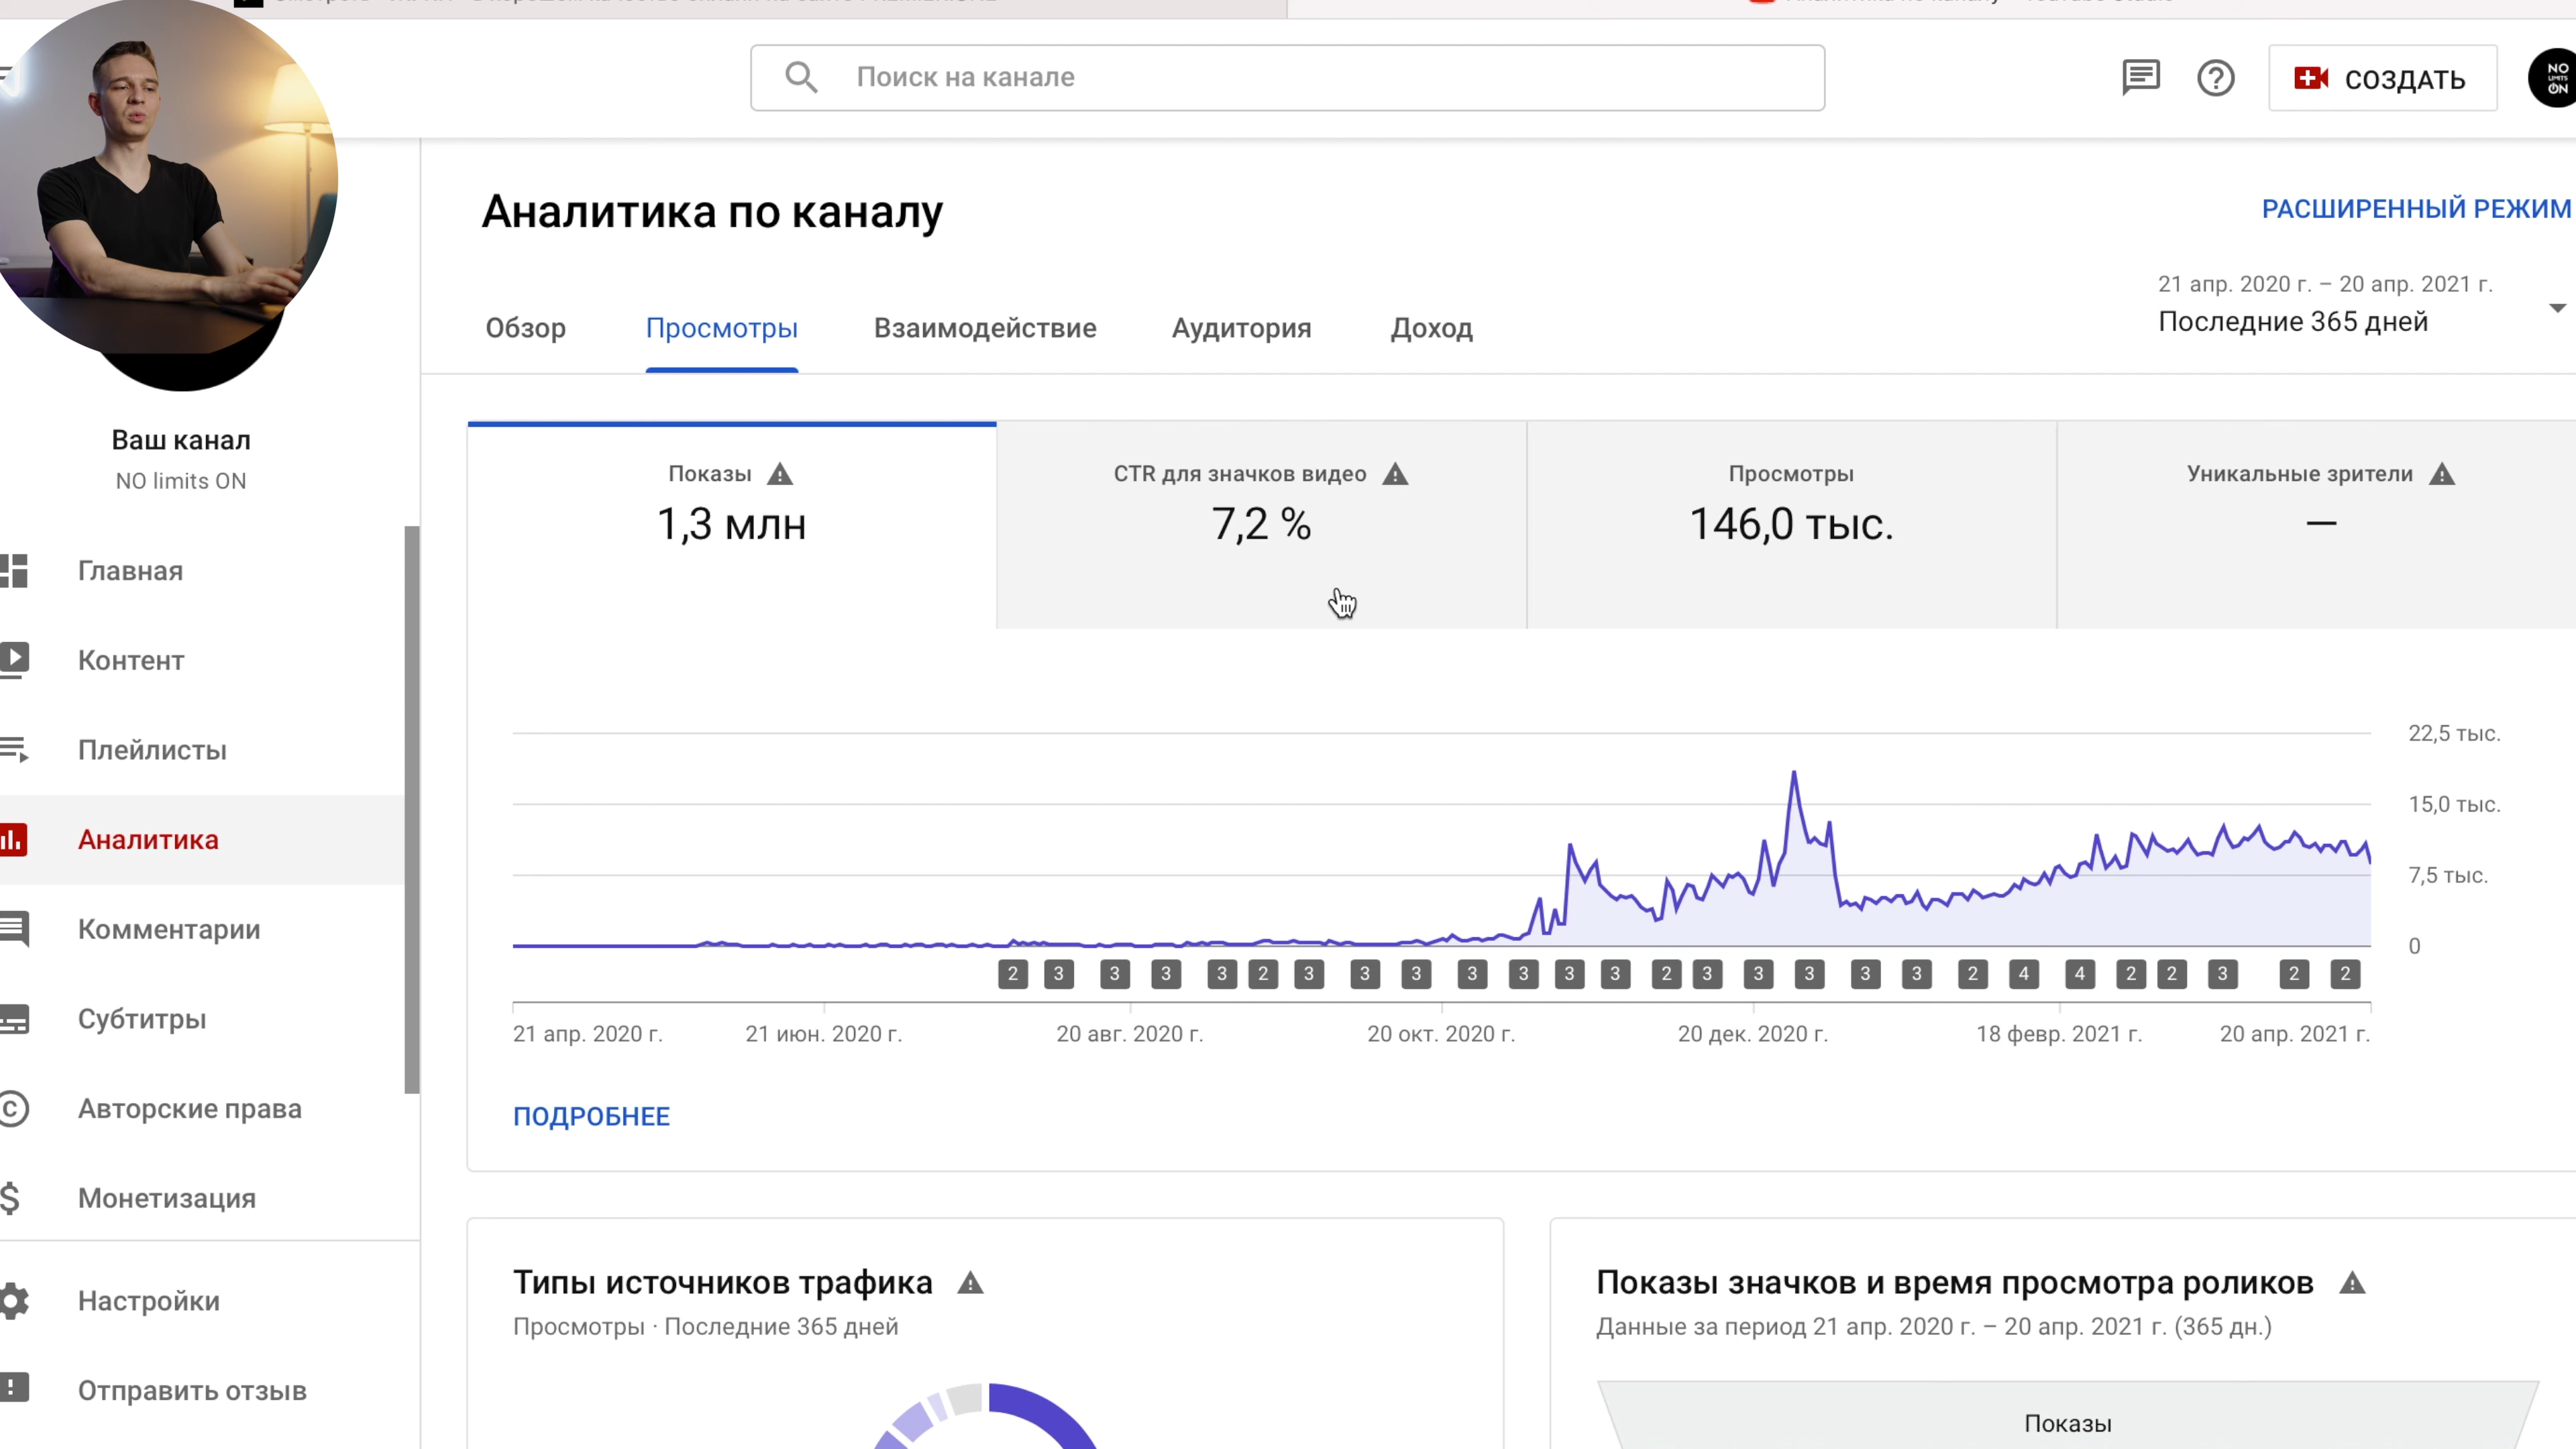 Поиск на канале
СОЗДАТЬ
NO
LIMITS
ON
Аналитика по каналу
РАСШИРЕННЫЙ РЕЖИМ
21 апр. 2020 г. – 20 апр. 2021 г.
Последние 365 дней
Обзор
Просмотры
Взаимодействие
Аудитория
Доход
Ваш канал
NO limits ON
Главная
Контент
Плейлисты
Аналитика
Комментарии
Субтитры
Авторские права
Монетизация
Настройки
Отправить отзыв
Показы
1,3 млн
CTR для значков видео
7,2 %
Просмотры
146,0 тыс.
Уникальные зрители
—
22,5 тыс.
15,0 тыс.
7,5 тыс.
0
2 3 3 3 3 2 3 3 3 3 3 3 3 2 3 3 3 3 3 2 4 4 2 2 3 2 2
21 апр. 2020 г.
21 июн. 2020 г.
20 авг. 2020 г.
20 окт. 2020 г.
20 дек. 2020 г.
18 февр. 2021 г.
20 апр. 2021 г.
ПОДРОБНЕЕ
Типы источников трафика
Просмотры · Последние 365 дней
Показы значков и время просмотра роликов
Данные за период 21 апр. 2020 г. – 20 апр. 2021 г. (365 дн.)
Показы